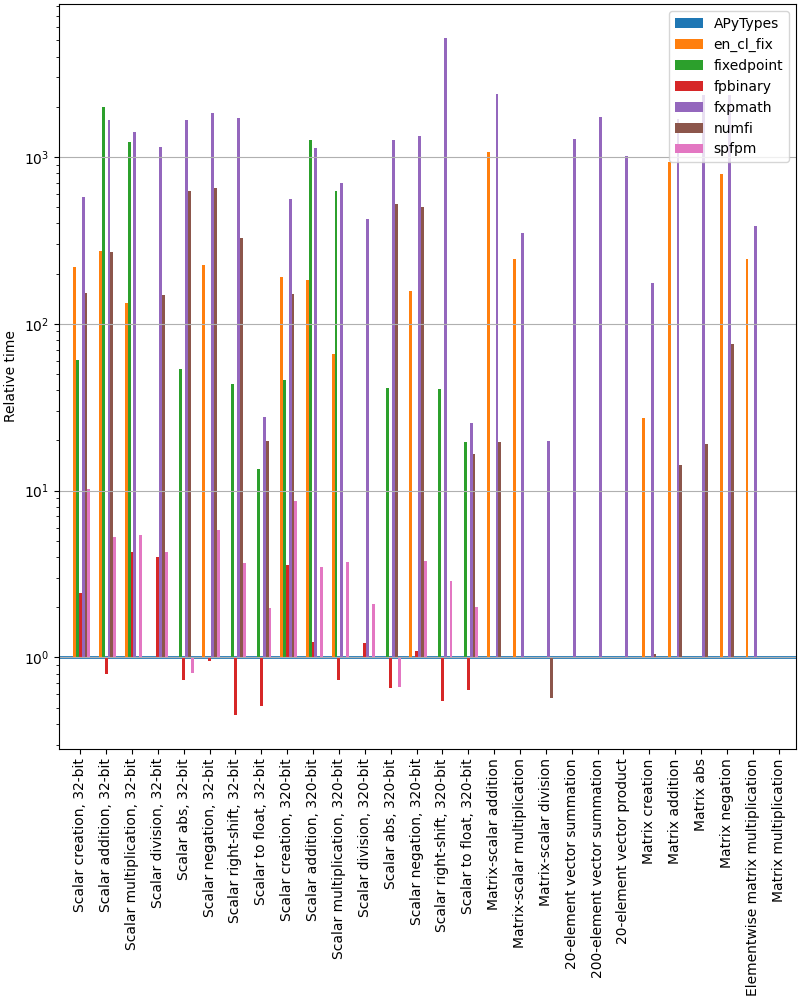 APyTypes
en_cl_fix
fixedpoint
fpbinary
fxpmath
numfi
spfpm
Relative time
10³
10²
10¹
10⁰
Scalar creation, 32-bit
Scalar addition, 32-bit
Scalar multiplication, 32-bit
Scalar division, 32-bit
Scalar abs, 32-bit
Scalar negation, 32-bit
Scalar right-shift, 32-bit
Scalar to float, 32-bit
Scalar creation, 320-bit
Scalar addition, 320-bit
Scalar multiplication, 320-bit
Scalar division, 320-bit
Scalar abs, 320-bit
Scalar negation, 320-bit
Scalar right-shift, 320-bit
Scalar to float, 320-bit
Matrix-scalar addition
Matrix-scalar multiplication
Matrix-scalar division
20-element vector summation
200-element vector summation
20-element vector product
Matrix creation
Matrix addition
Matrix abs
Matrix negation
Elementwise matrix multiplication
Matrix multiplication